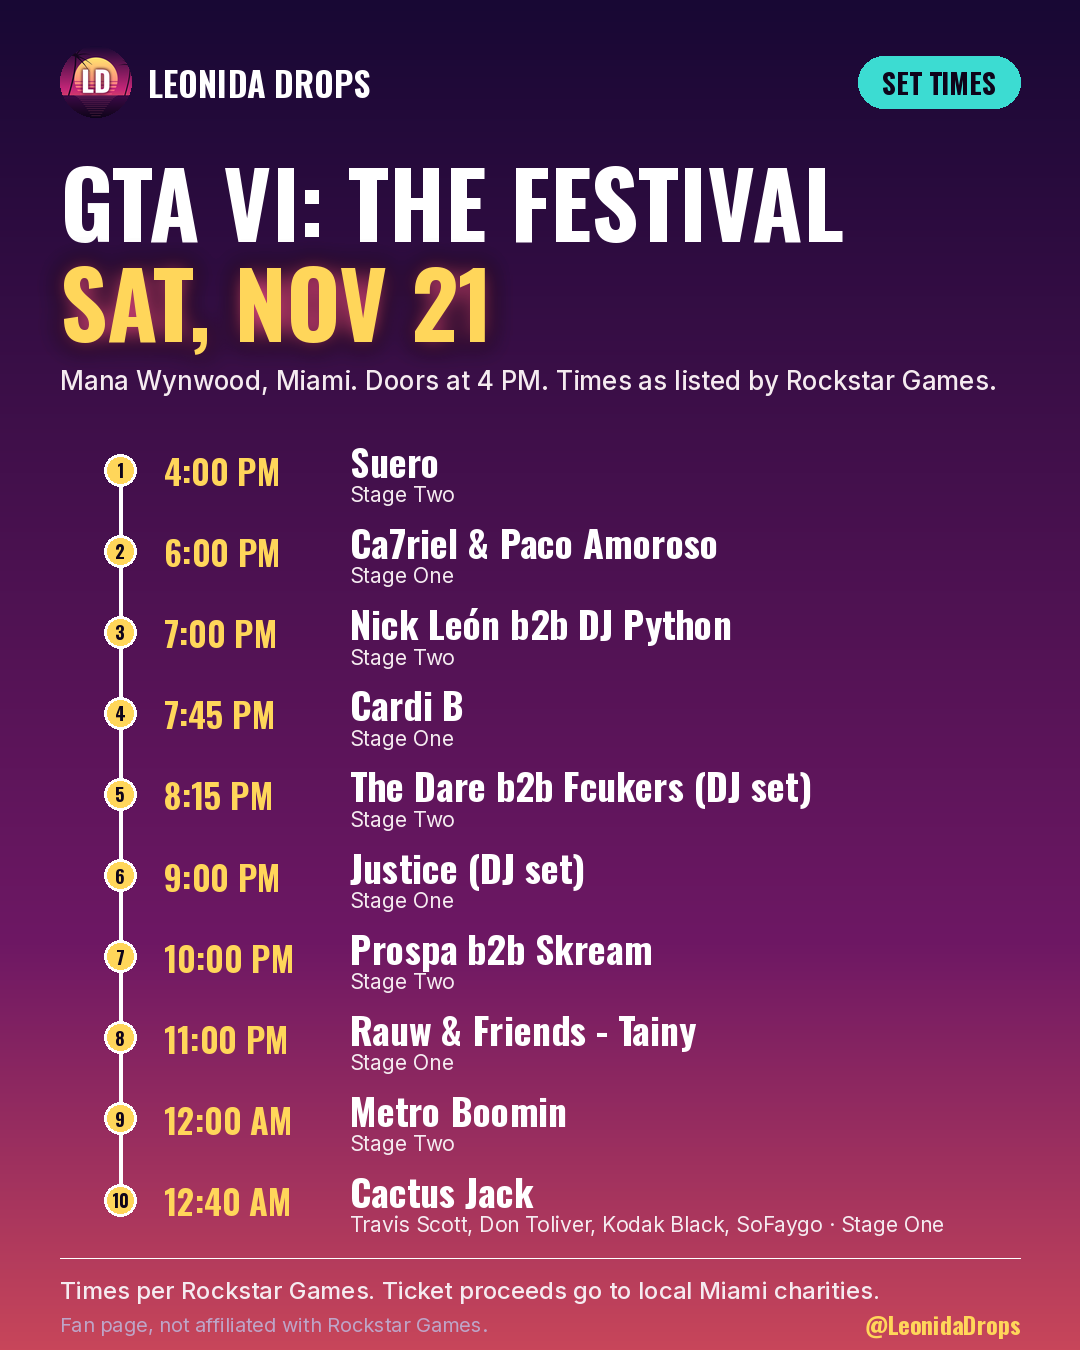 LD
LEONIDA DROPS
SET TIMES
GTA VI: THE FESTIVAL
SAT, NOV 21
Mana Wynwood, Miami. Doors at 4 PM. Times as listed by Rockstar Games.
1 4:00 PM Suero
Stage Two
2 6:00 PM Ca7riel & Paco Amoroso
Stage One
3 7:00 PM Nick León b2b DJ Python
Stage Two
4 7:45 PM Cardi B
Stage One
5 8:15 PM The Dare b2b Fcukers (DJ set)
Stage Two
6 9:00 PM Justice (DJ set)
Stage One
7 10:00 PM Prospa b2b Skream
Stage Two
8 11:00 PM Rauw & Friends - Tainy
Stage One
9 12:00 AM Metro Boomin
Stage Two
10 12:40 AM Cactus Jack
Travis Scott, Don Toliver, Kodak Black, SoFaygo · Stage One
Times per Rockstar Games. Ticket proceeds go to local Miami charities.
Fan page, not affiliated with Rockstar Games.
@LeonidaDrops